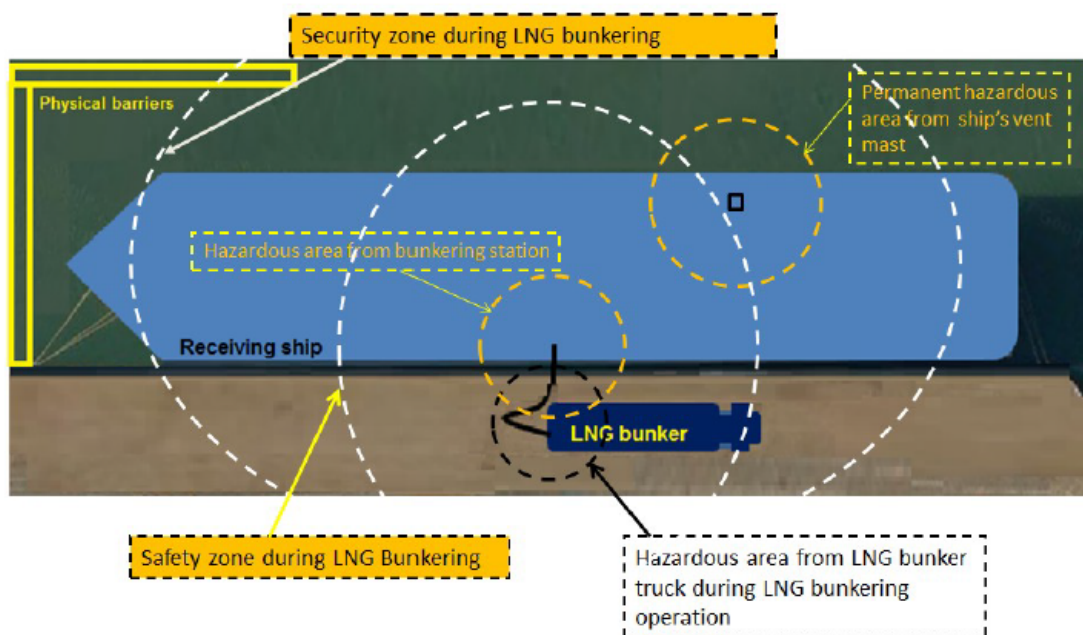 Security zone during LNG bunkering
Physical barriers
Permanent hazardous
area from ship's vent
mast
Hazardous area from bunkering station
Receiving ship
LNG bunker
Safety zone during LNG Bunkering
Hazardous area from LNG bunker
truck during LNG bunkering
operation